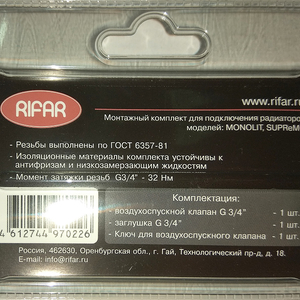 RIFAR
www.rifar.ru
Монтажный комплект для подключения радиаторов
моделей: MONOLIT, SUPReMO
- Резьбы выполнены по ГОСТ 6357-81
- Изоляционные материалы комплекта устойчивы к
антифризам и низкозамерзающим жидкостям
- Момент затяжки резьб G3/4" - 32 Нм
Комплектация:
- воздухоспускной клапан G 3/4" - 1 шт.
- заглушка G 3/4" - 1 шт.
- Ключ для воздухоспускного клапана - 1 шт.
4612744970226
Россия, 462630, Оренбургская обл., г. Гай, Технологический пр-д, д. 18.
E-mail: info@rifar.ru